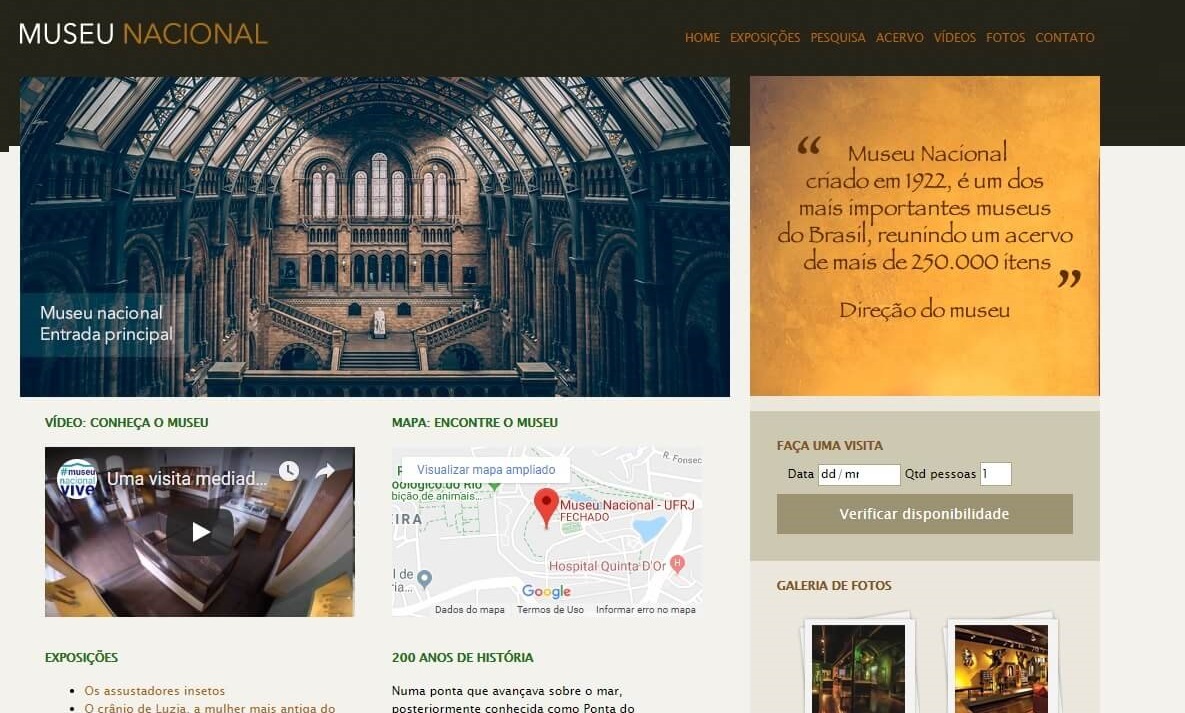 MUSEU NACIONAL
HOME EXPOSIÇÕES PESQUISA ACERVO VÍDEOS FOTOS CONTATO
Museu nacional
Entrada principal
“ Museu Nacional
criado em 1922, é um dos
mais importantes museus
do Brasil, reunindo um acervo
de mais de 250.000 itens ”
Direção do museu
VÍDEO: CONHEÇA O MUSEU
#museu
nacional
vive
Uma visita mediad...
MAPA: ENCONTRE O MUSEU
Visualizar mapa ampliado
R. Fonsec
oológico do Rio
bição de animais...
EIRA
Museu Nacional - UFRJ
FECHADO
Hospital Quinta D'Or
H
l de
ria...
Google
Dados do mapa Termos de Uso Informar erro no mapa
FAÇA UMA VISITA
Data dd / mr Qtd pessoas 1
Verificar disponibilidade
GALERIA DE FOTOS
EXPOSIÇÕES
Os assustadores insetos
O crânio de Luzia, a mulher mais antiga do
200 ANOS DE HISTÓRIA
Numa ponta que avançava sobre o mar,
posteriormente conhecida como Ponta do